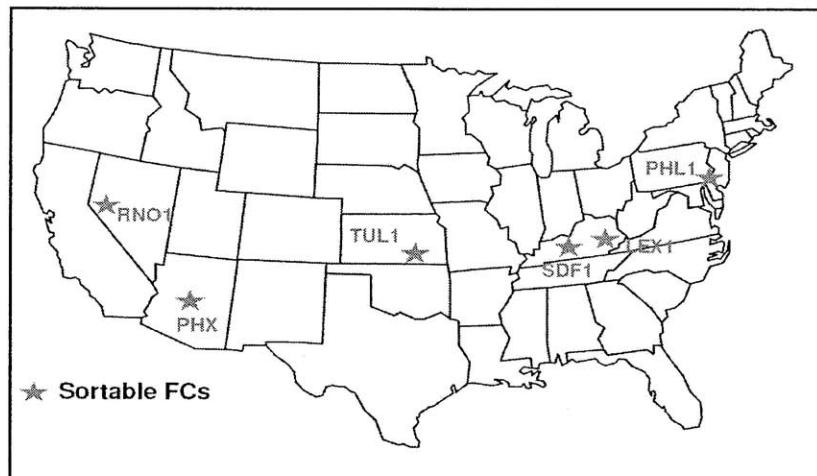 PHL1
RNO1
TUL1
LEX1
SDF1
PHX
Sortable FCs